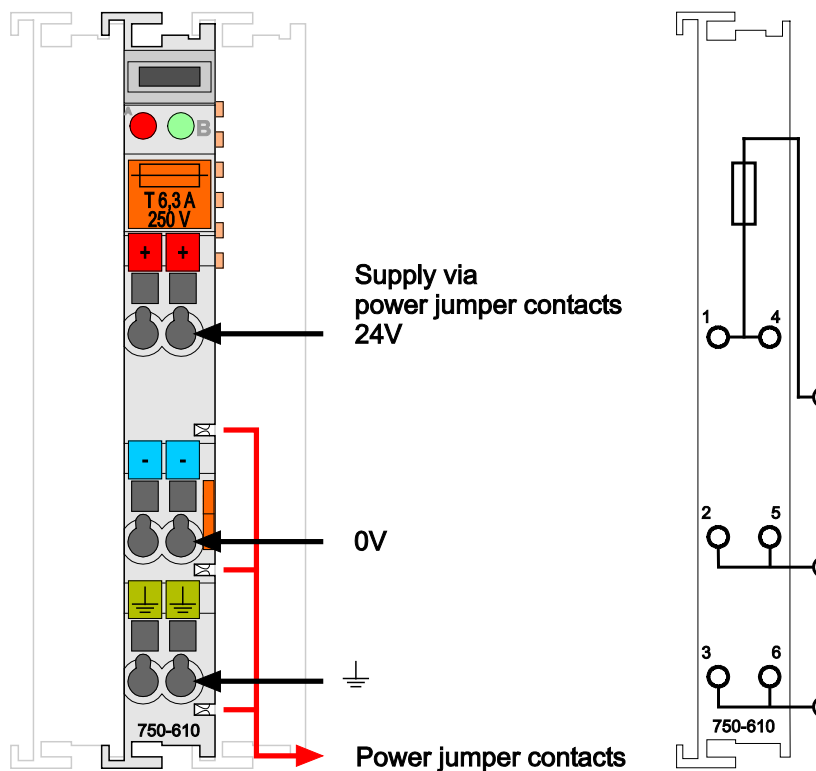 A
B
T 6,3 A
250 V
+ +
Supply via
power jumper contacts
24V
1 4
- -
2 5
0V
3 6
750-610
750-610
Power jumper contacts